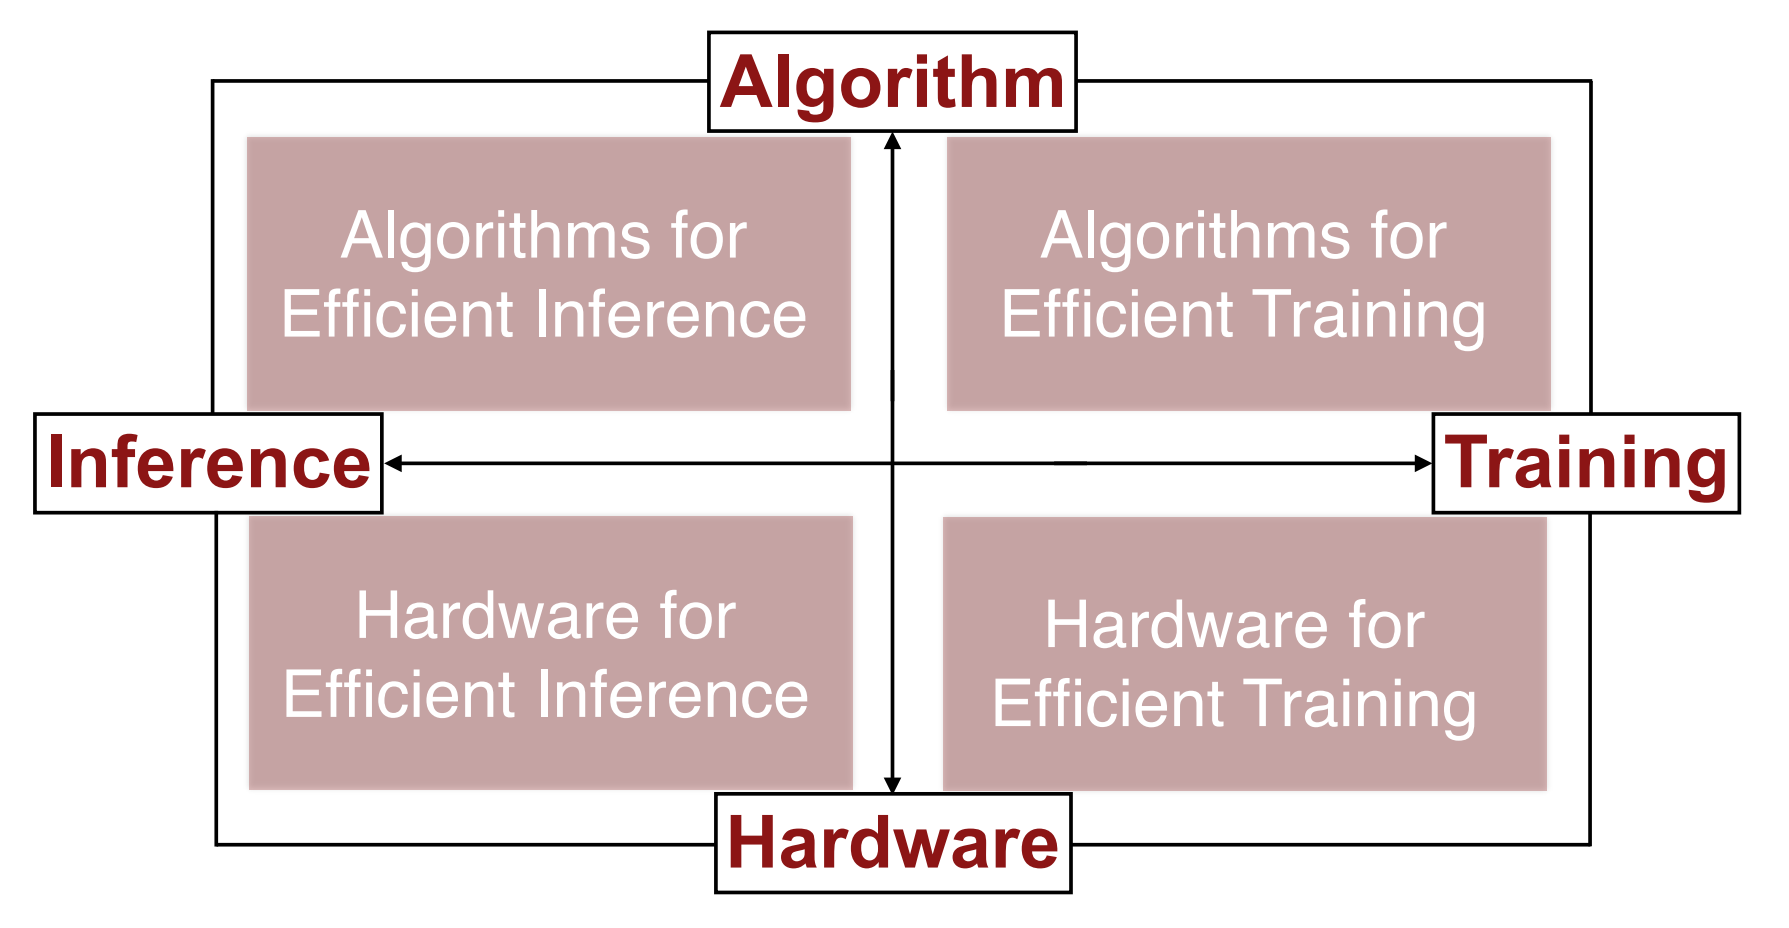 Algorithm
Algorithms for
Efficient Inference
Algorithms for
Efficient Training
Inference
Training
Hardware for
Efficient Inference
Hardware for
Efficient Training
Hardware